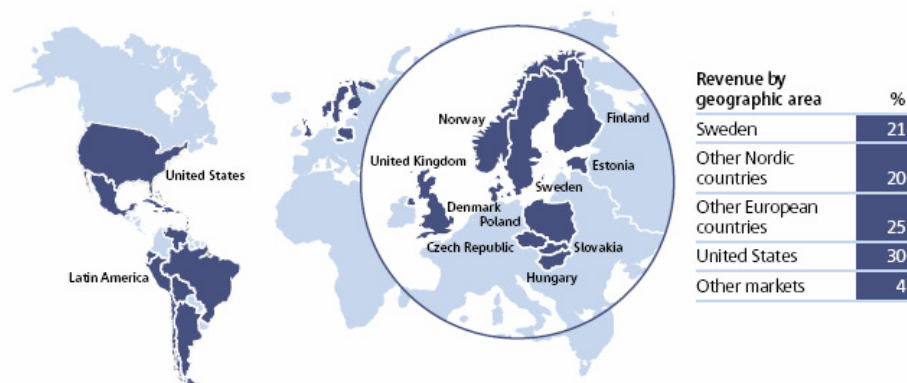 Norway
Finland
United Kingdom
United States
Estonia
Sweden
Denmark
Poland
Czech Republic
Slovakia
Latin America
Hungary
Revenue by
geographic area %
Sweden 21
Other Nordic
countries 20
Other European
countries 25
United States 30
Other markets 4